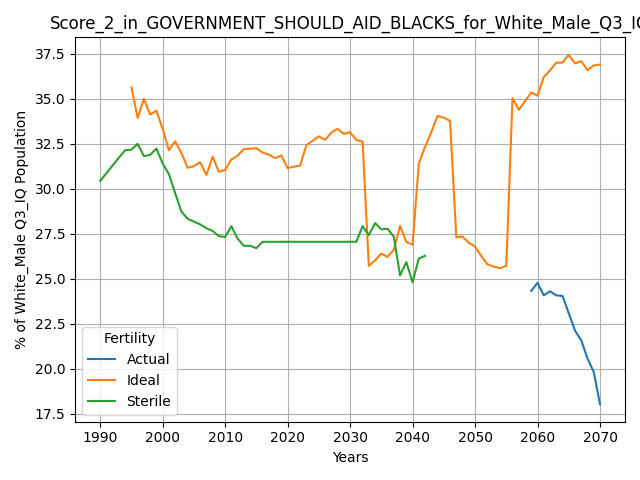 Score_2_in_GOVERNMENT_SHOULD_AID_BLACKS_for_White_Male_Q3_IQ
37.5
35.0
32.5
30.0
27.5
25.0
22.5
20.0
17.5
% of White_Male Q3_IQ Population
Fertility
Actual
Ideal
Sterile
1990 2000 2010 2020 2030 2040 2050 2060 2070
Years